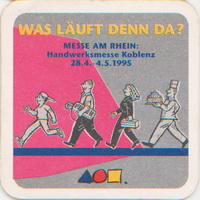 WAS LÄUFT DENN DA?
MESSE AM RHEIN:
Handwerksmesse Koblenz
28.4.-4.5.1995